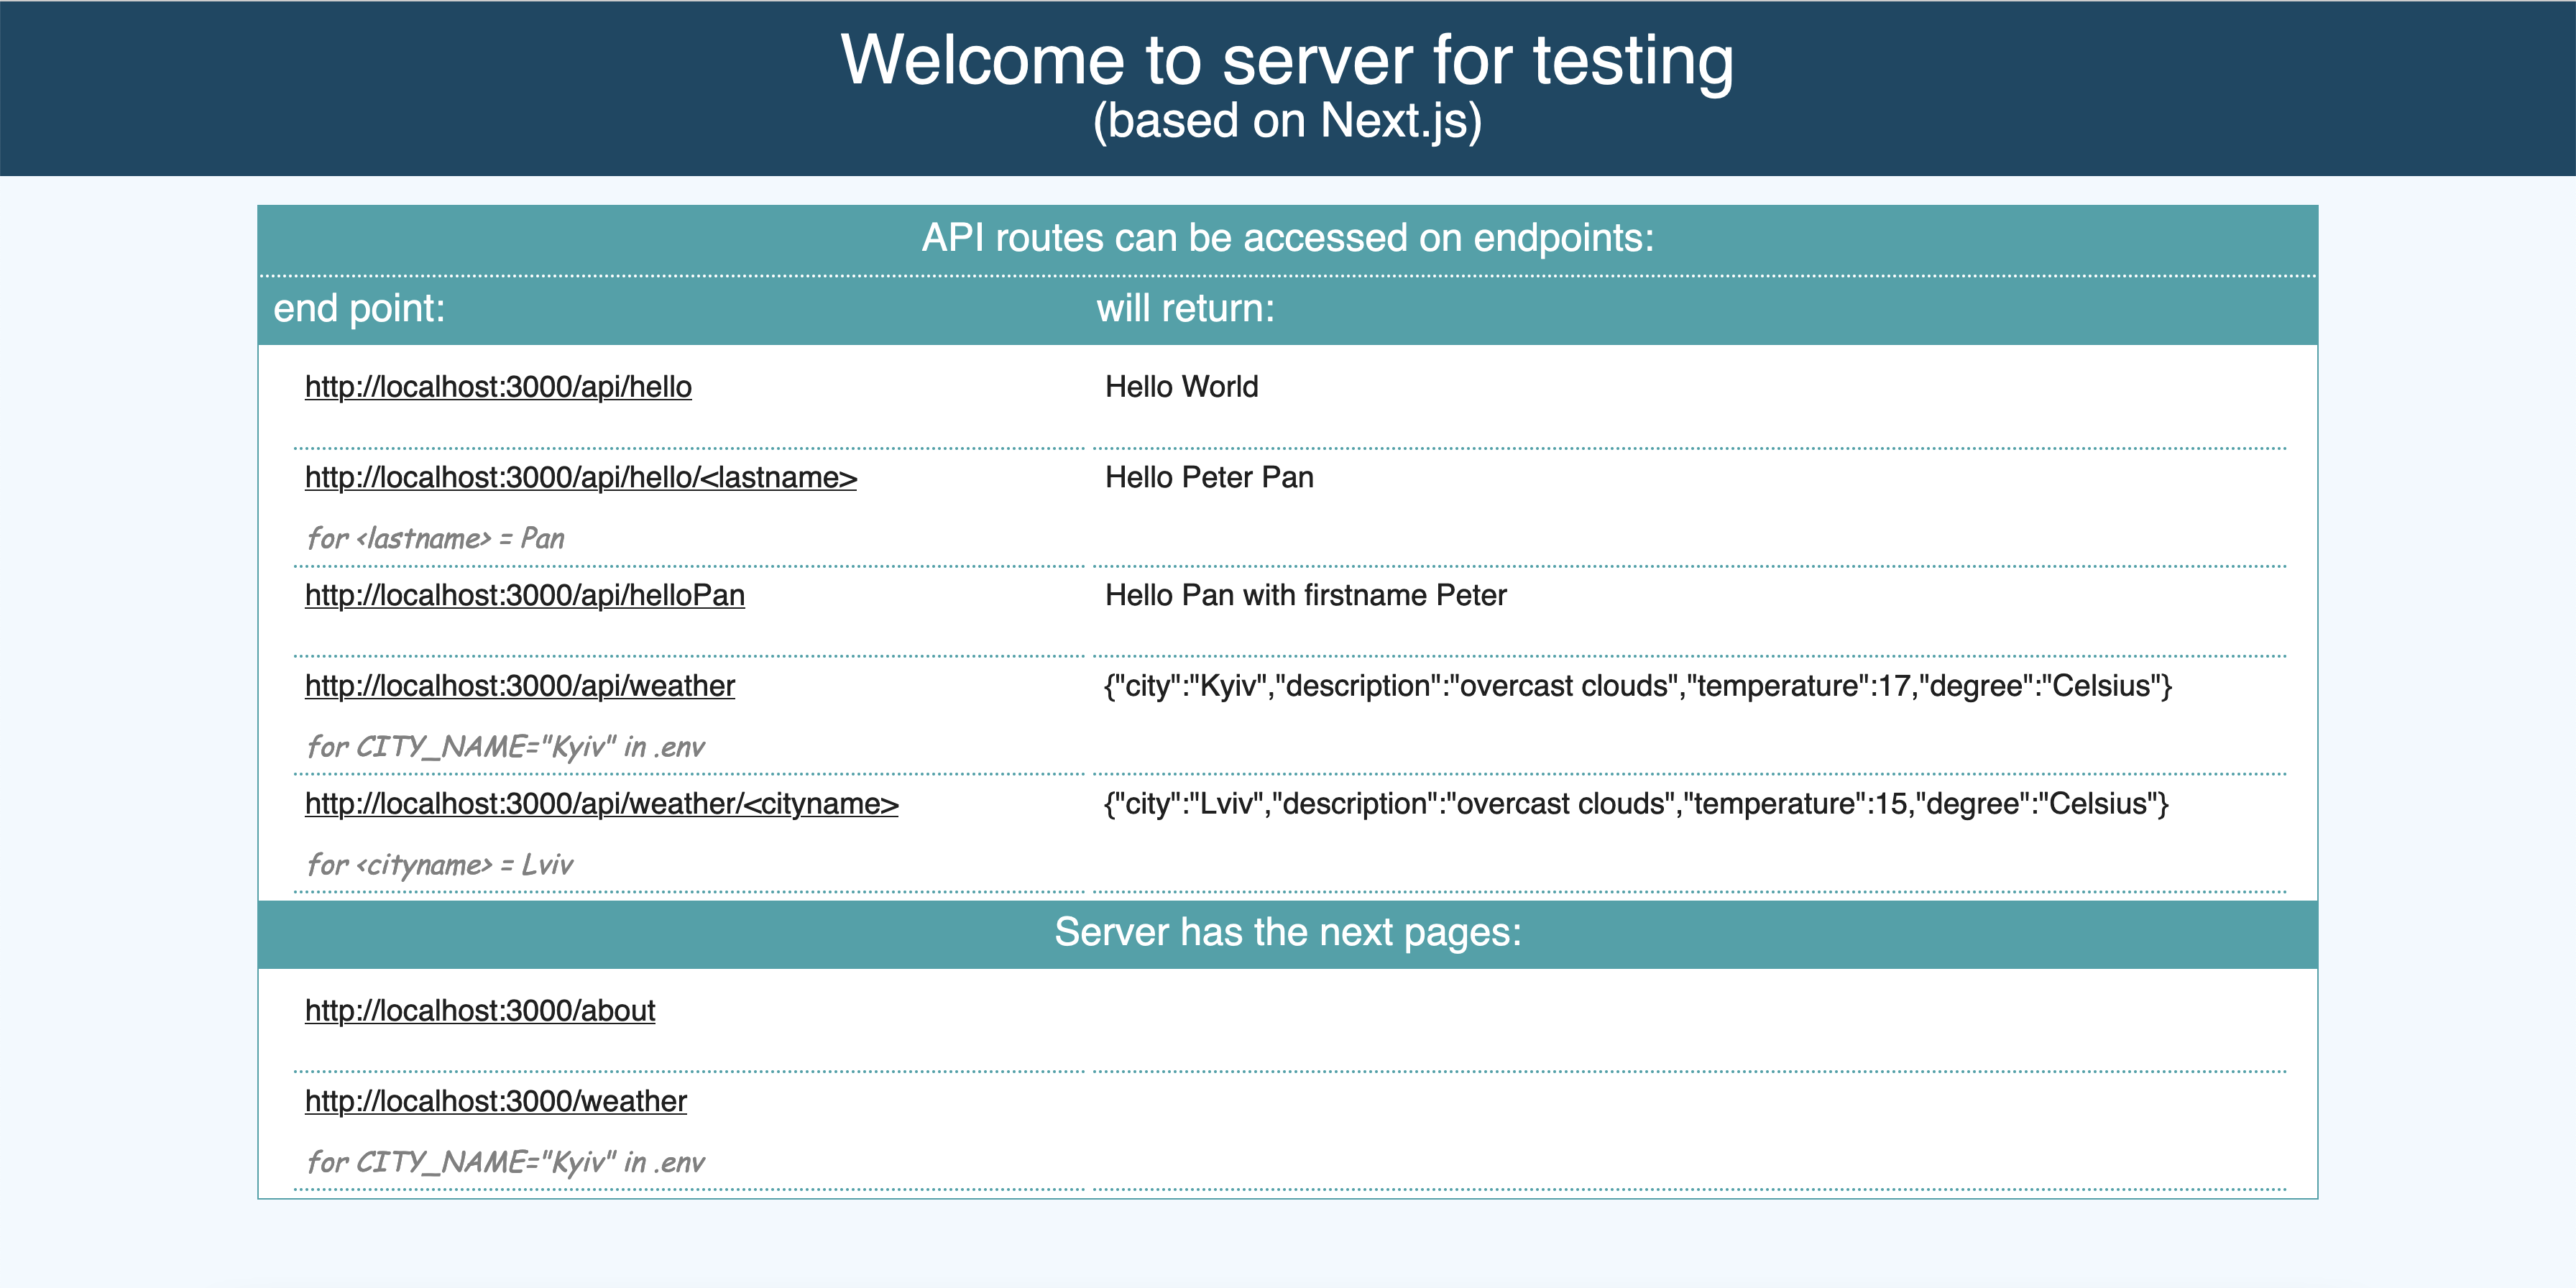 Welcome to server for testing
(based on Next.js)
API routes can be accessed on endpoints:
end point: will return:
http://localhost:3000/api/hello Hello World
http://localhost:3000/api/hello/<lastname> Hello Peter Pan
for <lastname> = Pan
http://localhost:3000/api/helloPan Hello Pan with firstname Peter
http://localhost:3000/api/weather {"city":"Kyiv","description":"overcast clouds","temperature":17,"degree":"Celsius"}
for CITY_NAME="Kyiv" in .env
http://localhost:3000/api/weather/<cityname> {"city":"Lviv","description":"overcast clouds","temperature":15,"degree":"Celsius"}
for <cityname> = Lviv
Server has the next pages:
http://localhost:3000/about
http://localhost:3000/weather
for CITY_NAME="Kyiv" in .env